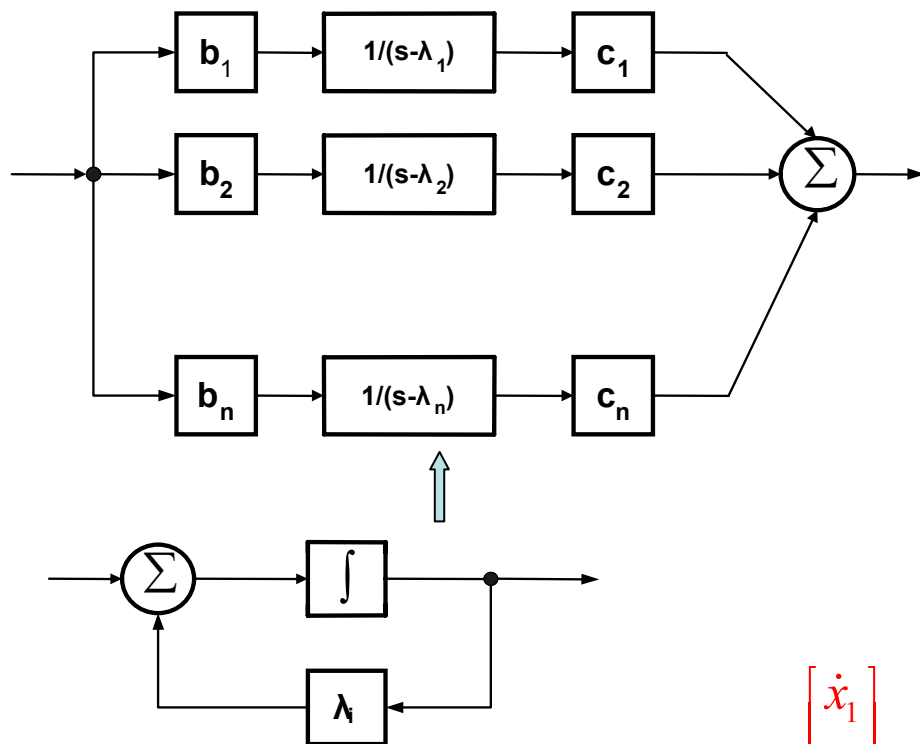 b₁ 1/(s-λ₁) c₁
b₂ 1/(s-λ₂) c₂
Σ
bₙ 1/(s-λₙ) cₙ
Σ ∫
λᵢ
ẋ₁